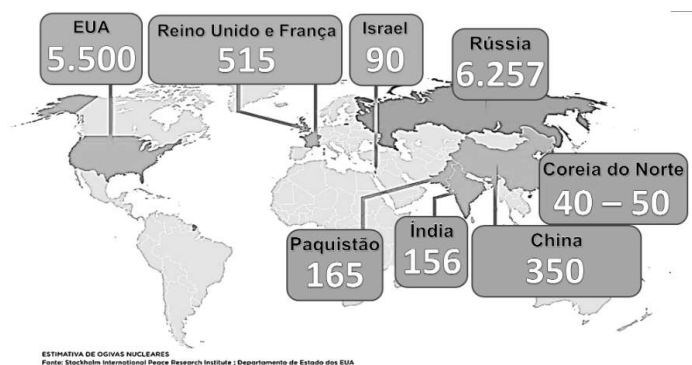 EUA
5.500
Reino Unido e França
515
Israel
90
Rússia
6.257
Coreia do Norte
40 – 50
Paquistão
165
Índia
156
China
350
ESTIMATIVA DE OGIVAS NUCLEARES
Fonte: Stockholm International Peace Research Institute ; Departamento de Estado dos EUA